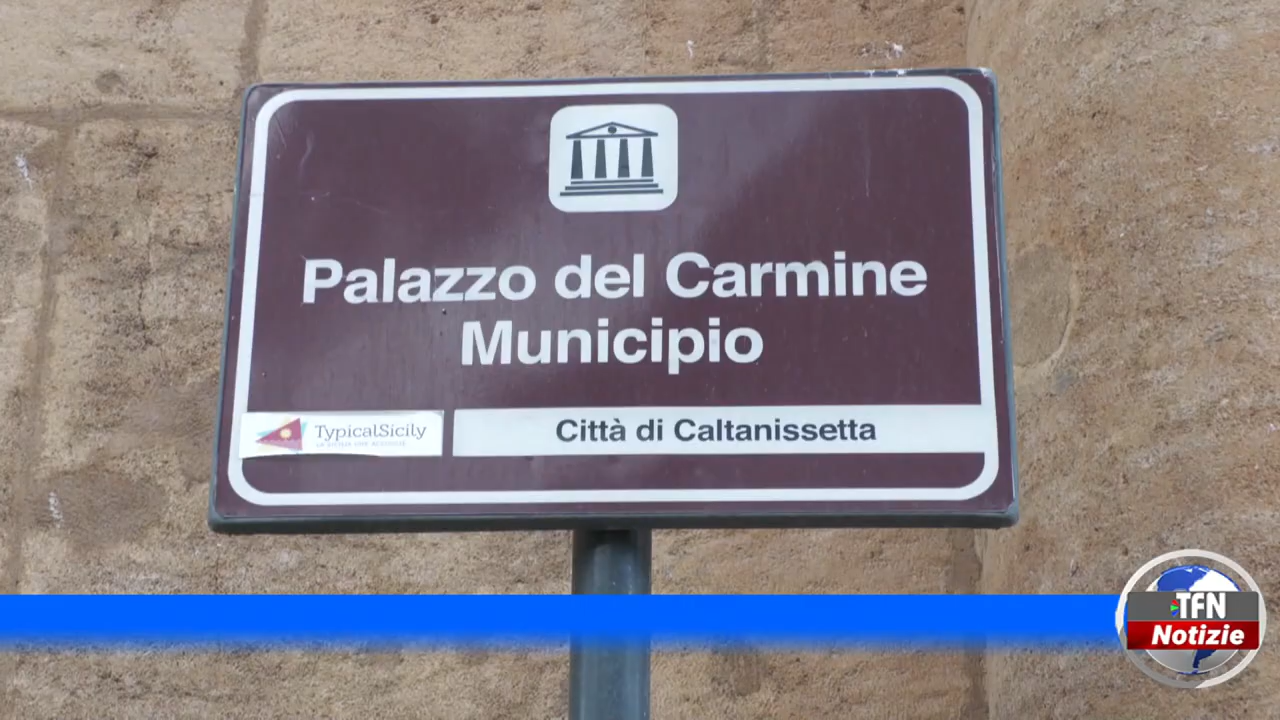 Palazzo del Carmine
Municipio
TypicalSicily
Città di Caltanissetta
TFN
Notizie